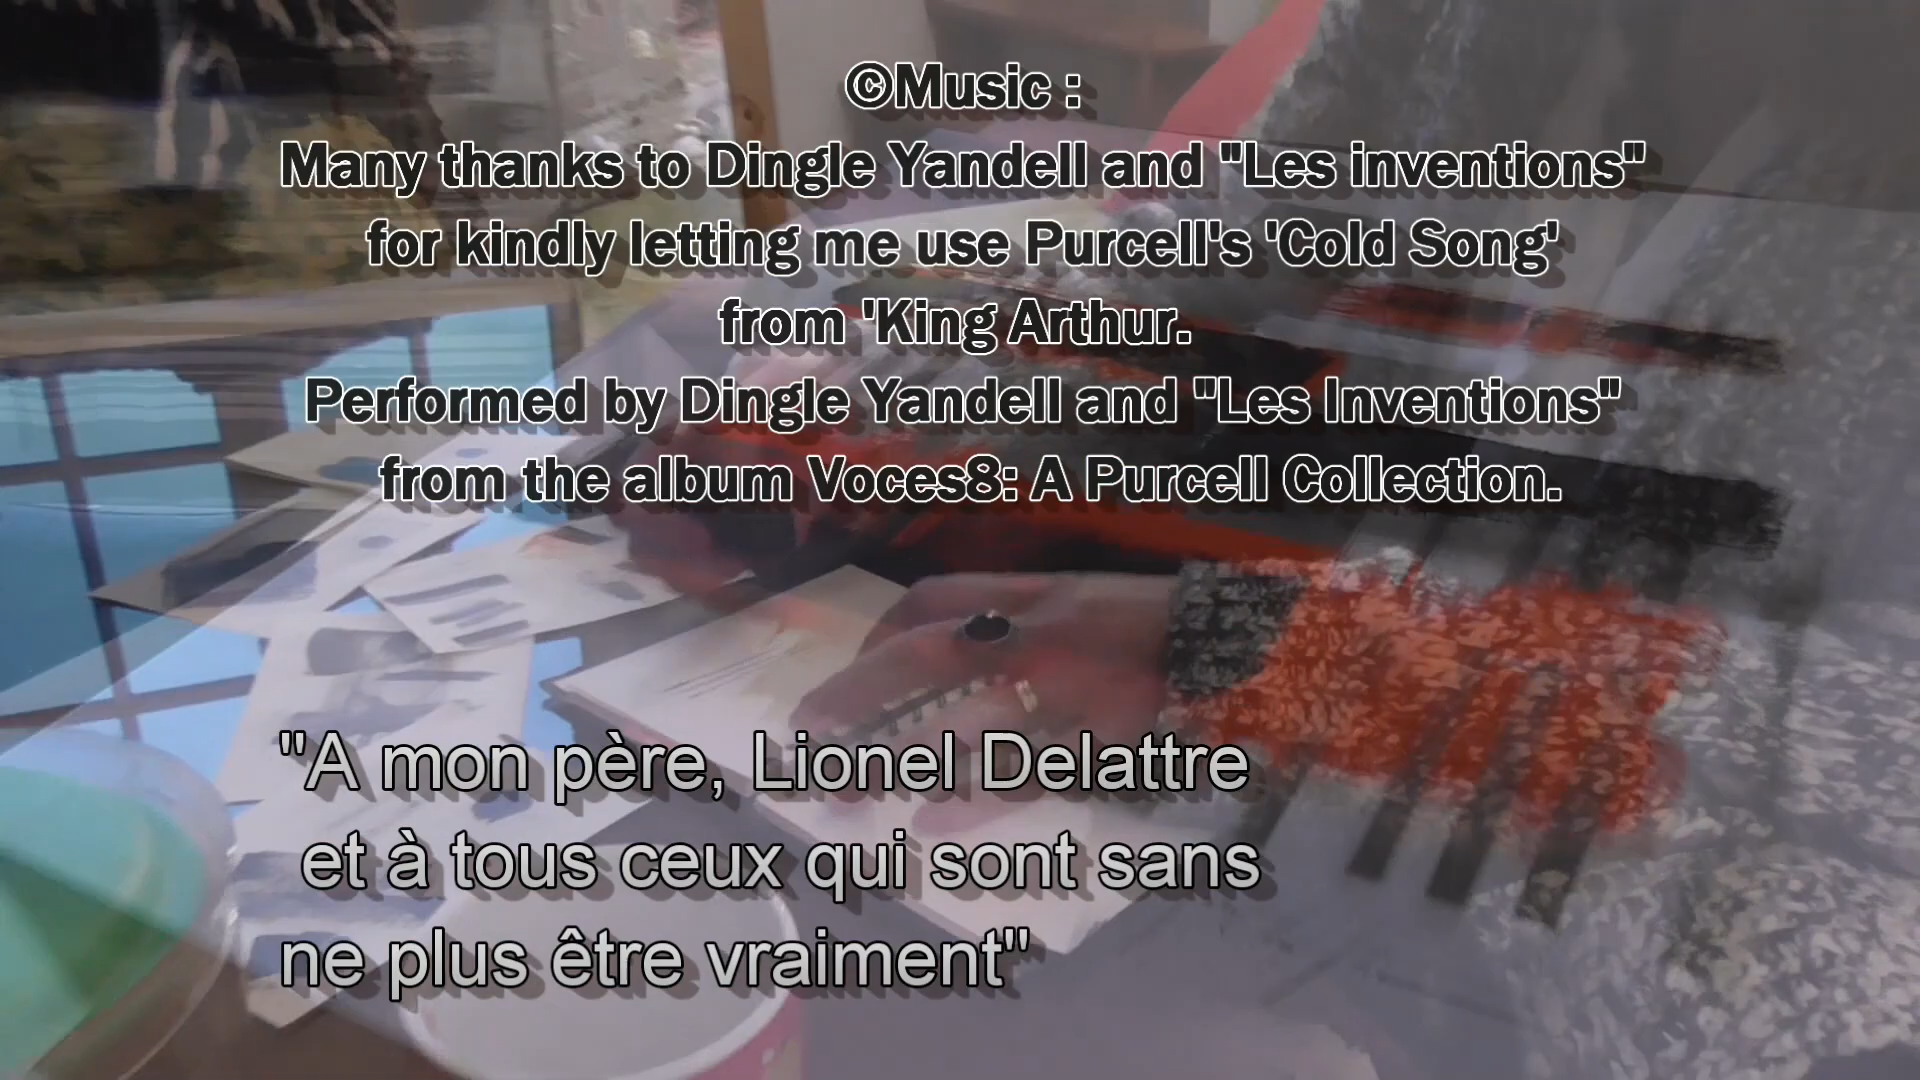 ©Music :
Many thanks to Dingle Yandell and "Les inventions"
for kindly letting me use Purcell's 'Cold Song'
from 'King Arthur.
Performed by Dingle Yandell and "Les Inventions"
from the album Voces8: A Purcell Collection.
"A mon père, Lionel Delattre
et à tous ceux qui sont sans
ne plus être vraiment"